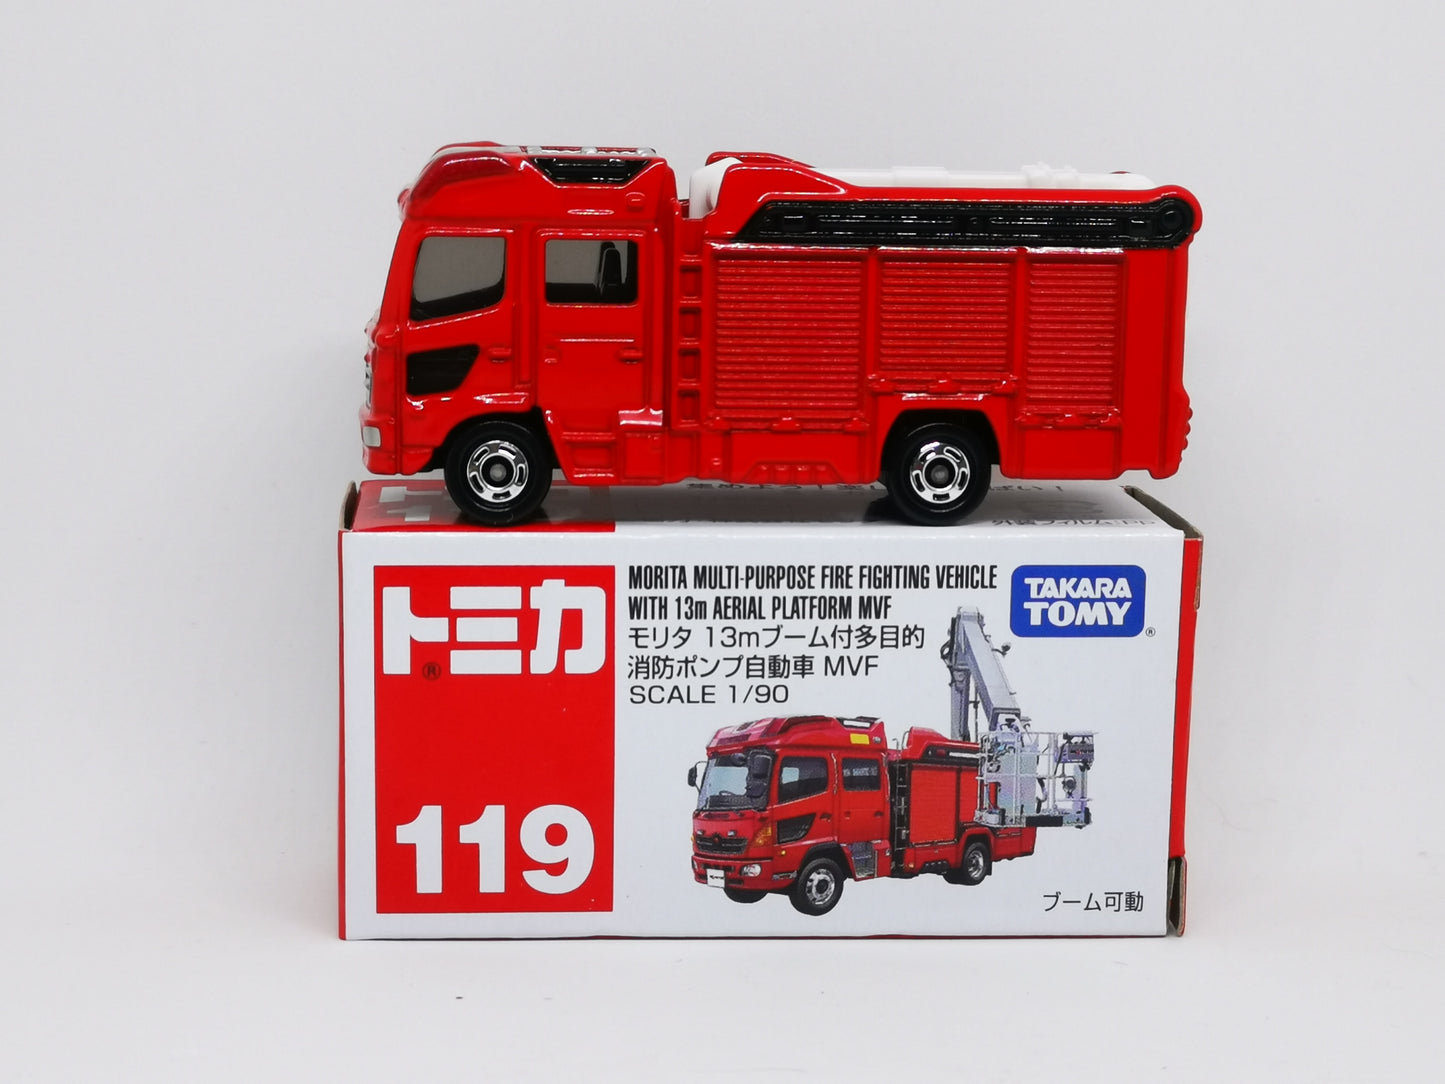 トミカ
®
119
MORITA MULTI-PURPOSE FIRE FIGHTING VEHICLE
WITH 13m AERIAL PLATFORM MVF
モリタ 13mブーム付多目的
消防ポンプ自動車 MVF
SCALE 1/90
TAKARA
TOMY
®
ブーム可動